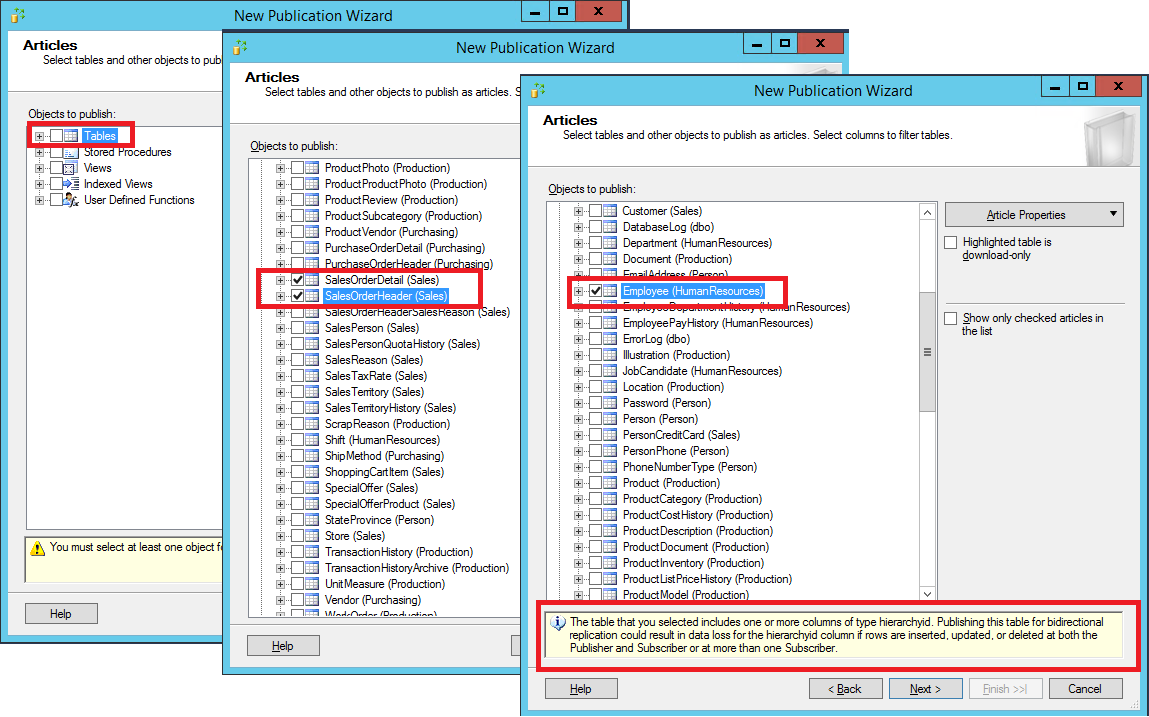 New Publication Wizard
Articles
Select tables and other objects to pub
Objects to publish:
Tables
Stored Procedures
Views
Indexed Views
User Defined Functions
You must select at least one object f
Help
New Publication Wizard
Articles
Select tables and other objects to publish as articles. S
Objects to publish:
ProductPhoto (Production)
ProductProductPhoto (Production)
ProductReview (Production)
ProductSubcategory (Production)
ProductVendor (Purchasing)
PurchaseOrderDetail (Purchasing)
PurchaseOrderHeader (Purchasing)
SalesOrderDetail (Sales)
SalesOrderHeader (Sales)
SalesOrderHeaderSalesReason (Sales)
SalesPerson (Sales)
SalesPersonQuotaHistory (Sales)
SalesReason (Sales)
SalesTaxRate (Sales)
SalesTerritory (Sales)
SalesTerritoryHistory (Sales)
ScrapReason (Production)
Shift (HumanResources)
ShipMethod (Purchasing)
ShoppingCartItem (Sales)
SpecialOffer (Sales)
SpecialOfferProduct (Sales)
StateProvince (Person)
Store (Sales)
TransactionHistory (Production)
TransactionHistoryArchive (Production)
UnitMeasure (Production)
Vendor (Purchasing)
WorkOrder (Production)
Help
New Publication Wizard
Articles
Select tables and other objects to publish as articles. Select columns to filter tables.
Objects to publish:
Customer (Sales)
DatabaseLog (dbo)
Department (HumanResources)
Document (Production)
EmailAddress (Person)
Employee (HumanResources)
EmployeeDepartmentHistory (HumanResources)
EmployeePayHistory (HumanResources)
ErrorLog (dbo)
Illustration (Production)
JobCandidate (HumanResources)
Location (Production)
Password (Person)
Person (Person)
PersonCreditCard (Sales)
PersonPhone (Person)
PhoneNumberType (Person)
Product (Production)
ProductCategory (Production)
ProductCostHistory (Production)
ProductDescription (Production)
ProductDocument (Production)
ProductInventory (Production)
ProductListPriceHistory (Production)
ProductModel (Production)
Article Properties
Highlighted table is
download-only
Show only checked articles in
the list
The table that you selected includes one or more columns of type hierarchyid. Publishing this table for bidirectional
replication could result in data loss for the hierarchyid column if rows are inserted, updated, or deleted at both the
Publisher and Subscriber or at more than one Subscriber.
Help
< Back
Next >
Finish >>|
Cancel